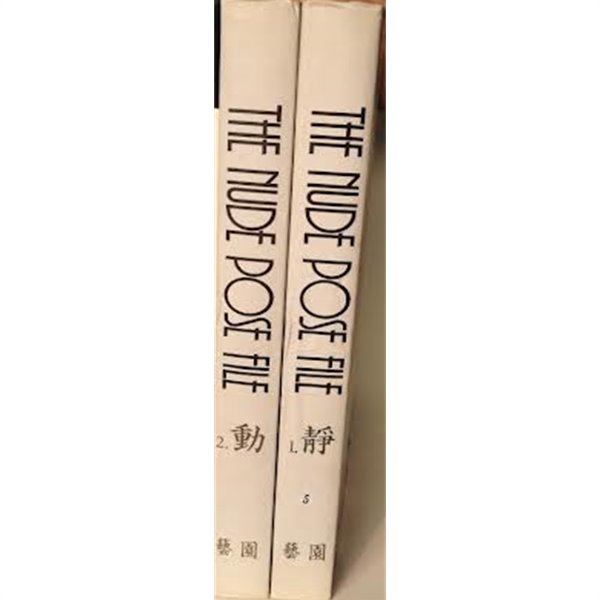 THE NUDE POSE FILE
2. 動
藝園
THE NUDE POSE FILE
1. 靜
5
藝園